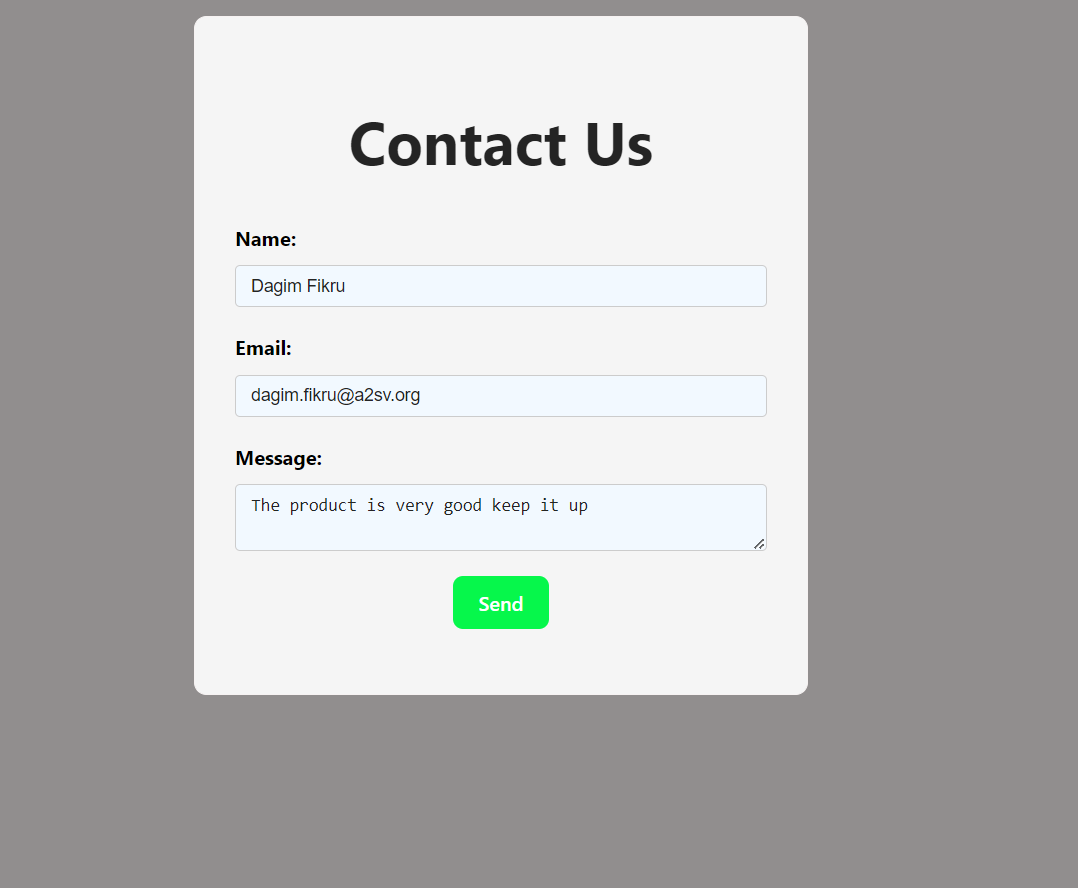 Contact Us
Name:
Dagim Fikru
Email:
dagim.fikru@a2sv.org
Message:
The product is very good keep it up
Send